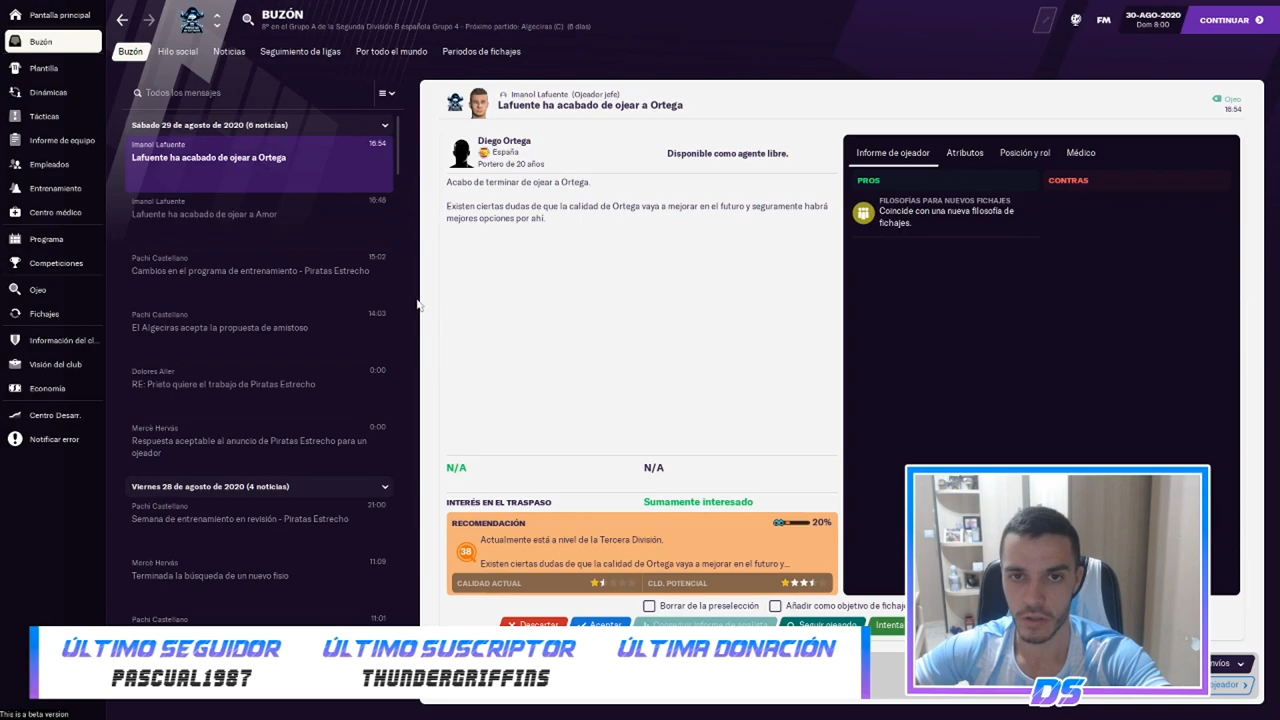 Pantalla principal
Buzón
Plantilla
Dinámicas
Tácticas
Informe de equipo
Empleados
Entrenamiento
Centro médico
Programa
Competiciones
Ojeo
Fichajes
Información del cl...
Visión del club
Economía
Centro Desarr.
Notificar error
This is a beta version
BUZÓN
8º en el Grupo A de la Segunda División B española Grupo 4 - Próximo partido: Algeciras (C) (6 días)
FM
30-AGO-2020
Dom 8:00
CONTINUAR
Buzón
Hilo social
Noticias
Seguimiento de ligas
Por todo el mundo
Periodos de fichajes
Todos los mensajes
Sábado 29 de agosto de 2020 (6 noticias)
Imanol Lafuente 16:54
Lafuente ha acabado de ojear a Ortega
Imanol Lafuente 16:48
Lafuente ha acabado de ojear a Amor
Pachi Castellano 15:02
Cambios en el programa de entrenamiento - Piratas Estrecho
Pachi Castellano 14:03
El Algeciras acepta la propuesta de amistoso
Dolores Aller 0:00
RE: Prieto quiere el trabajo de Piratas Estrecho
Mercè Hervás 0:00
Respuesta aceptable al anuncio de Piratas Estrecho para un
ojeador
Viernes 28 de agosto de 2020 (4 noticias)
Pachi Castellano 21:00
Semana de entrenamiento en revisión - Piratas Estrecho
Mercè Hervás 11:09
Terminada la búsqueda de un nuevo fisio
11:01
Imanol Lafuente (Ojeador jefe)
Lafuente ha acabado de ojear a Ortega
Ojeo
16:54
Diego Ortega
España
Portero de 20 años
Disponible como agente libre.
Acabo de terminar de ojear a Ortega.
Existen ciertas dudas de que la calidad de Ortega vaya a mejorar en el futuro y seguramente habrá
mejores opciones por ahí.
N/A
N/A
INTERÉS EN EL TRASPASO
Sumamente interesado
RECOMENDACIÓN
20%
38
Actualmente está a nivel de la Tercera División.
Existen ciertas dudas de que la calidad de Ortega vaya a mejorar en el futuro y...
CALIDAD ACTUAL
CLD. POTENCIAL
Borrar de la preselección
Añadir como objetivo de fichaj
Descartar
Aceptar
Conseguir informe de analista
Seguir ojeando
Intenta
Informe de ojeador
Atributos
Posición y rol
Médico
PROS
CONTRAS
FILOSOFÍAS PARA NUEVOS FICHAJES
Coincide con una nueva filosofía de
fichajes.
nvíos
ojeador
ÚLTIMO SEGUIDOR
PASCUAL1987
ÚLTIMO SUSCRIPTOR
THUNDERGRIFFINS
ÚLTIMA DONACIÓN
DS